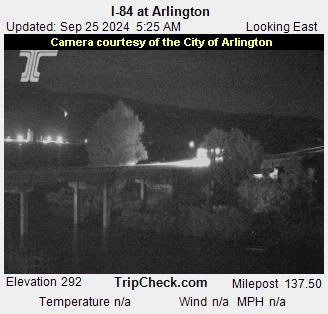 I-84 at Arlington
Updated: Sep 25 2024 5:25 AM Looking East
Camera courtesy of the City of Arlington
Elevation 292 TripCheck.com Milepost 137.50
Temperature n/a Wind n/a MPH n/a